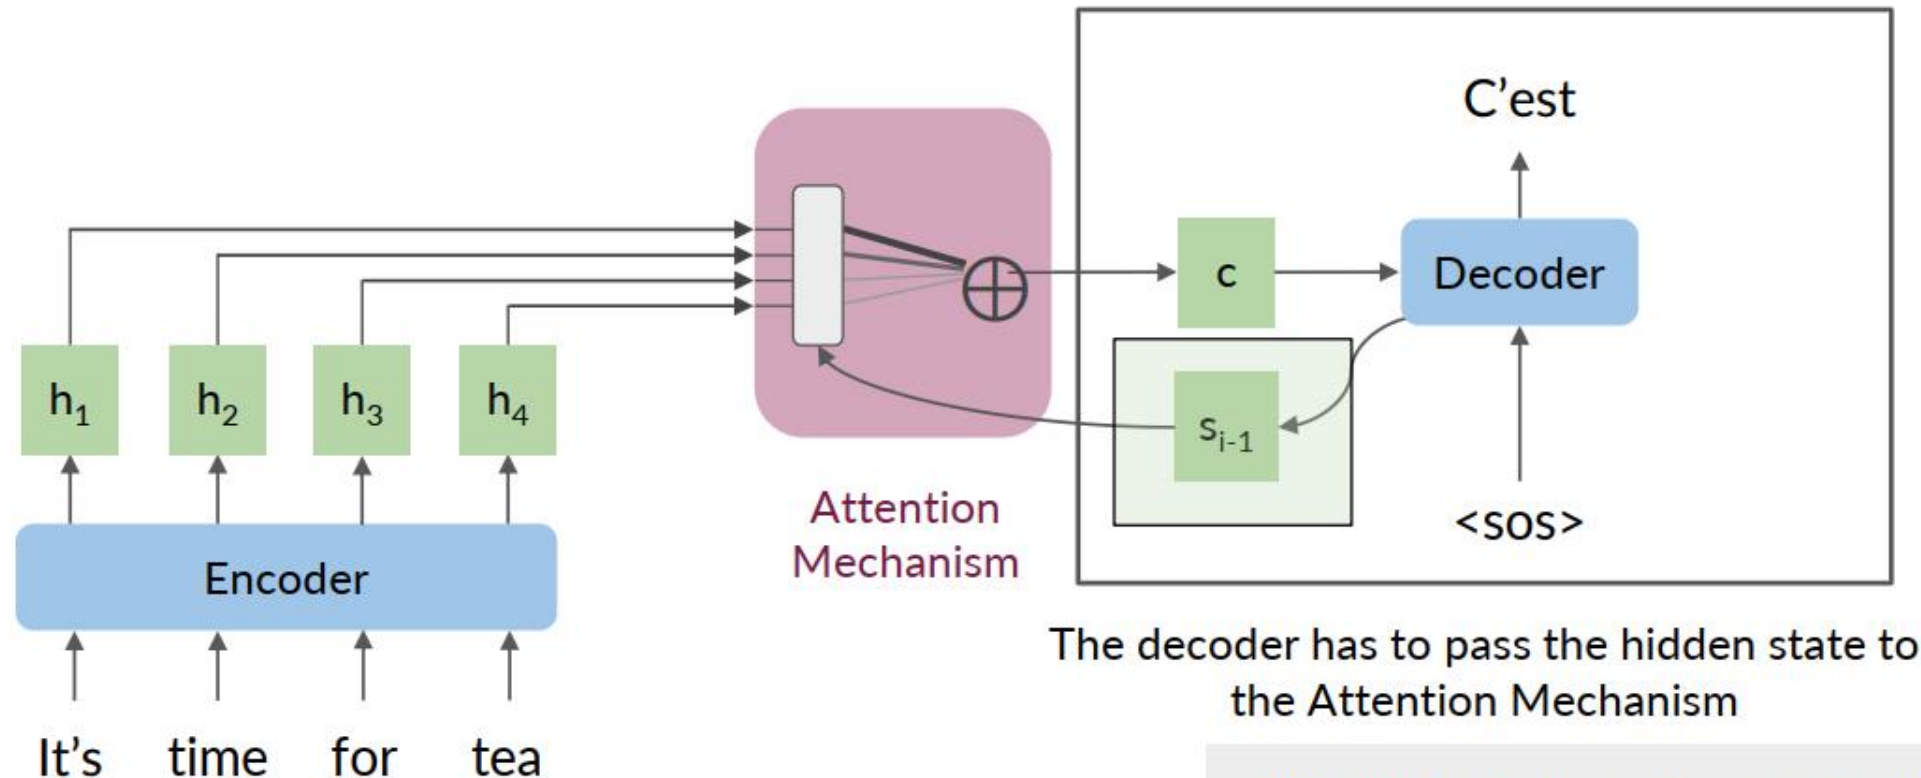 C’est
c
Decoder
h₁ h₂ h₃ h₄
sᵢ₋₁
Attention
Mechanism
<sos>
Encoder
The decoder has to pass the hidden state to
the Attention Mechanism
It’s time for tea